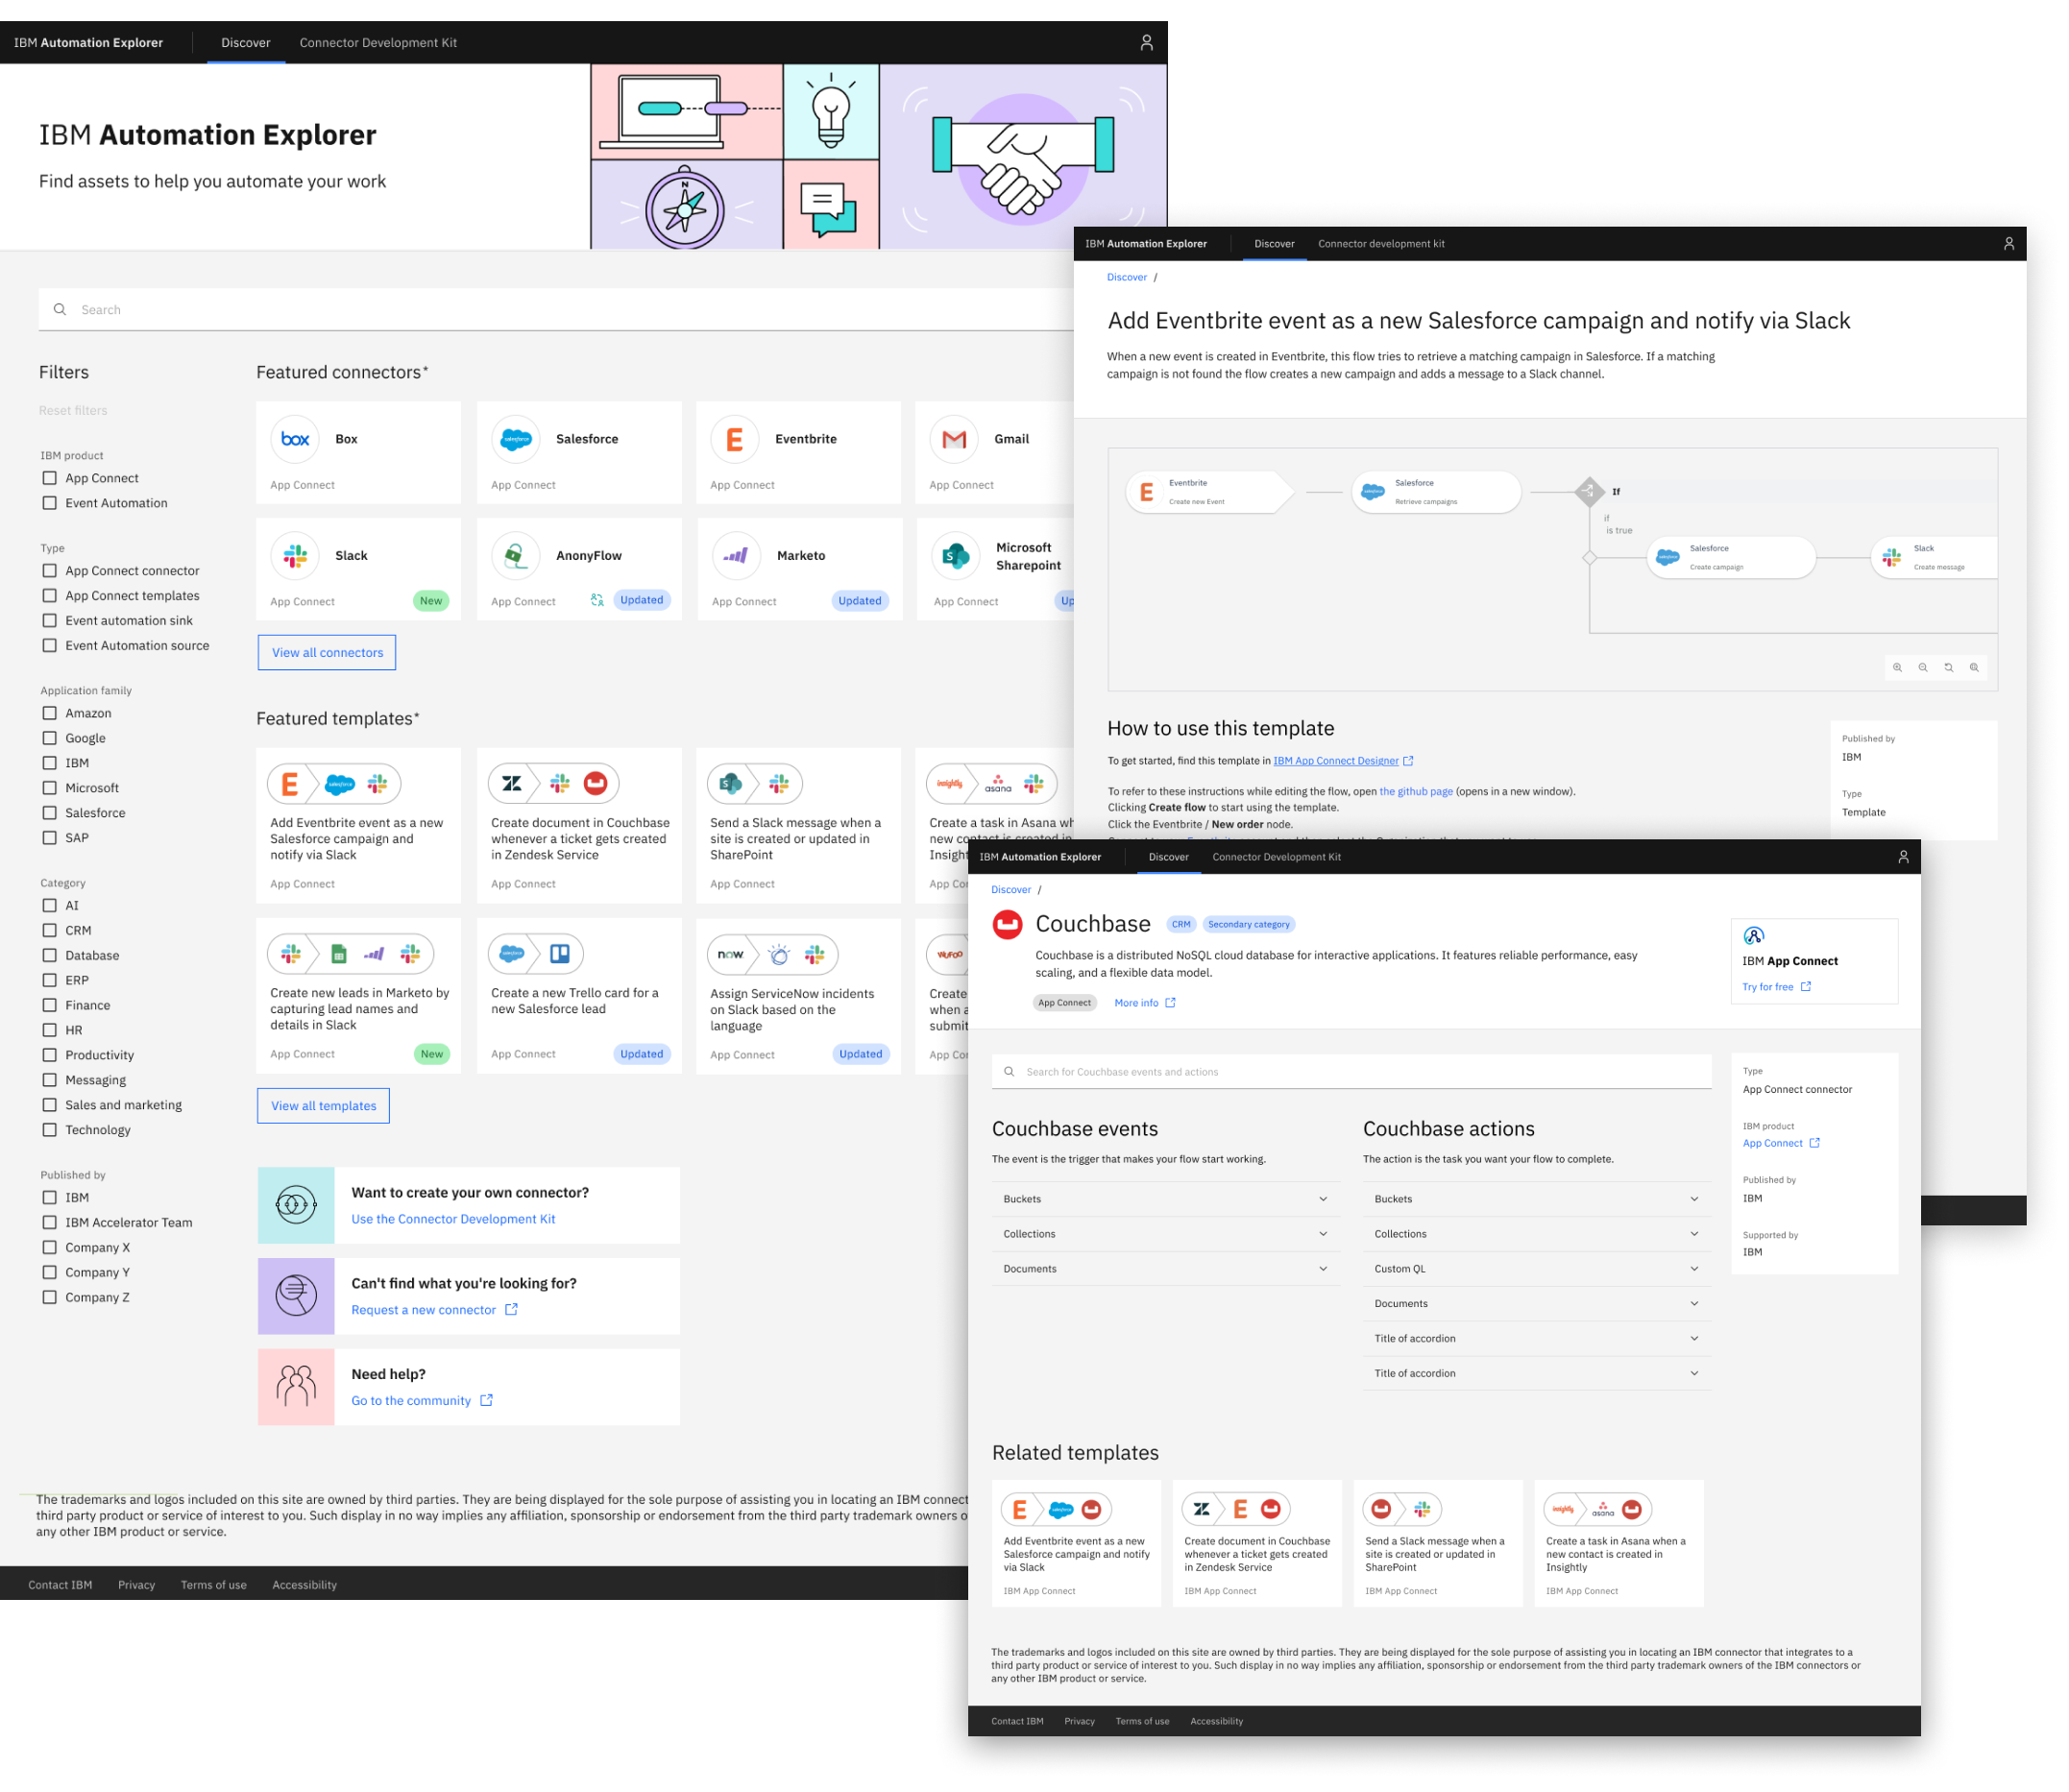 IBM Automation Explorer
Discover
Connector Development Kit
IBM Automation Explorer
Find assets to help you automate your work
N
Search
Filters
Reset filters
IBM product
App Connect
Event Automation
Type
App Connect connector
App Connect templates
Event automation sink
Event Automation source
Application family
Amazon
Google
IBM
Microsoft
Salesforce
SAP
Category
AI
CRM
Database
ERP
Finance
HR
Productivity
Messaging
Sales and marketing
Technology
Published by
IBM
IBM Accelerator Team
Company X
Company Y
Company Z
Featured connectors*
box
Box
App Connect
salesforce
Salesforce
App Connect
E
Eventbrite
App Connect
Gmail
App Connect
Slack
App Connect
New
AnonyFlow
App Connect
Updated
Marketo
App Connect
Updated
S
Microsoft
Sharepoint
App Connect
Up
View all connectors
Featured templates*
E
salesforce
Add Eventbrite event as a new
Salesforce campaign and
notify via Slack
App Connect
Create document in Couchbase
whenever a ticket gets created
in Zendesk Service
App Connect
S
Send a Slack message when a
site is created or updated in
SharePoint
App Connect
insightly
asana
Create a task in Asana wh
new contact is created in
Insight
App Co
Create new leads in Marketo by
capturing lead names and
details in Slack
App Connect
New
salesforce
Create a new Trello card for a
new Salesforce lead
App Connect
Updated
now
Assign ServiceNow incidents
on Slack based on the
language
App Connect
Updated
WUFOO
Create
when a
submit
App Co
View all templates
Want to create your own connector?
Use the Connector Development Kit
Can't find what you're looking for?
Request a new connector
Need help?
Go to the community
The trademarks and logos included on this site are owned by third parties. They are being displayed for the sole purpose of assisting you in locating an IBM connect
third party product or service of interest to you. Such display in no way implies any affiliation, sponsorship or endorsement from the third party trademark owners o
any other IBM product or service.
Contact IBM
Privacy
Terms of use
Accessibility
IBM Automation Explorer
Discover
Connector development kit
Discover /
Add Eventbrite event as a new Salesforce campaign and notify via Slack
When a new event is created in Eventbrite, this flow tries to retrieve a matching campaign in Salesforce. If a matching
campaign is not found the flow creates a new campaign and adds a message to a Slack channel.
E
Eventbrite
Create new Event
salesforce
Salesforce
Retrieve campaigns
If
if
is true
salesforce
Salesforce
Create campaign
Slack
Create message
How to use this template
To get started, find this template in IBM App Connect Designer
To refer to these instructions while editing the flow, open the github page (opens in a new window).
Clicking Create flow to start using the template.
Click the Eventbrite / New order node.
Published by
IBM
Type
Template
IBM Automation Explorer
Discover
Connector Development Kit
Discover /
Couchbase
CRM
Secondary category
Couchbase is a distributed NoSQL cloud database for interactive applications. It features reliable performance, easy
scaling, and a flexible data model.
App Connect
More info
IBM App Connect
Try for free
Search for Couchbase events and actions
Couchbase events
The event is the trigger that makes your flow start working.
Buckets
Collections
Documents
Couchbase actions
The action is the task you want your flow to complete.
Buckets
Collections
Custom QL
Documents
Title of accordion
Title of accordion
Type
App Connect connector
IBM product
App Connect
Published by
IBM
Supported by
IBM
Related templates
E
salesforce
Add Eventbrite event as a new
Salesforce campaign and notify
via Slack
IBM App Connect
E
Create document in Couchbase
whenever a ticket gets created
in Zendesk Service
IBM App Connect
Send a Slack message when a
site is created or updated in
SharePoint
IBM App Connect
insightly
asana
Create a task in Asana when a
new contact is created in
Insightly
IBM App Connect
The trademarks and logos included on this site are owned by third parties. They are being displayed for the sole purpose of assisting you in locating an IBM connector that integrates to a
third party product or service of interest to you. Such display in no way implies any affiliation, sponsorship or endorsement from the third party trademark owners of the IBM connectors or
any other IBM product or service.
Contact IBM
Privacy
Terms of use
Accessibility